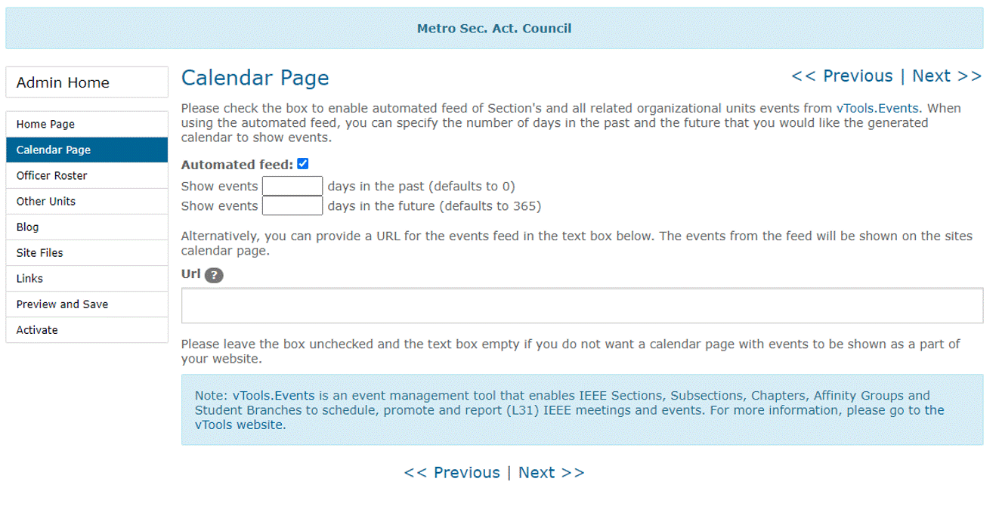 Metro Sec. Act. Council
Admin Home
Home Page
Calendar Page
Officer Roster
Other Units
Blog
Site Files
Links
Preview and Save
Activate
Calendar Page
<< Previous | Next >>
Please check the box to enable automated feed of Section's and all related organizational units events from vTools.Events. When
using the automated feed, you can specify the number of days in the past and the future that you would like the generated
calendar to show events.
Automated feed:
Show events days in the past (defaults to 0)
Show events days in the future (defaults to 365)
Alternatively, you can provide a URL for the events feed in the text box below. The events from the feed will be shown on the sites
calendar page.
Url ?
Please leave the box unchecked and the text box empty if you do not want a calendar page with events to be shown as a part of
your website.
Note: vTools.Events is an event management tool that enables IEEE Sections, Subsections, Chapters, Affinity Groups and
Student Branches to schedule, promote and report (L31) IEEE meetings and events. For more information, please go to the
vTools website.
<< Previous | Next >>